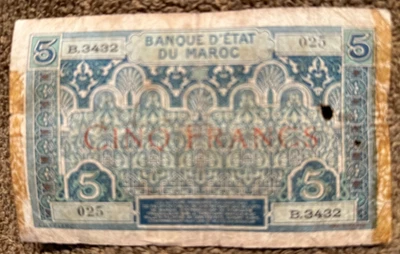 5 B.3432 BANQUE D'ÉTAT 025 5
DU MAROC
CINQ FRANCS
5 5
025 B.3432